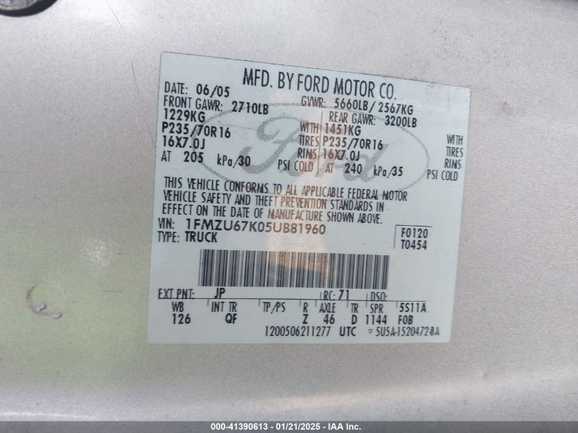 MFD. BY FORD MOTOR CO.
DATE: 06/05 GVWR: 5660LB/ 2567KG
FRONT GAWR: 2710LB REAR GAWR: 3200LB
1229KG WITH 1451KG WITH
P235/70R16 TIRES P235/70R16 TIRES
16X7.0J RIMS 16X7.0J RIMS
AT 205 kPa/30 PSI COLD AT 240 kPa/35 PSI COLD
THIS VEHICLE CONFORMS TO ALL APPLICABLE FEDERAL MOTOR
VEHICLE SAFETY AND THEFT PREVENTION STANDARDS IN
EFFECT ON THE DATE OF MANUFACTURE SHOWN ABOVE.
VIN: 1FMZU67K05UB81960 F0120
TYPE: TRUCK T0454
EXT PNT: JP RC: 71 DSO:
WB INT TR TP/PS R AXLE TR SPR 5S11A
126 QF Z 46 D 1144 F0B
1200506211277 UTC
Ford
000-41390613 - 01/21/2025 - IAA Inc.